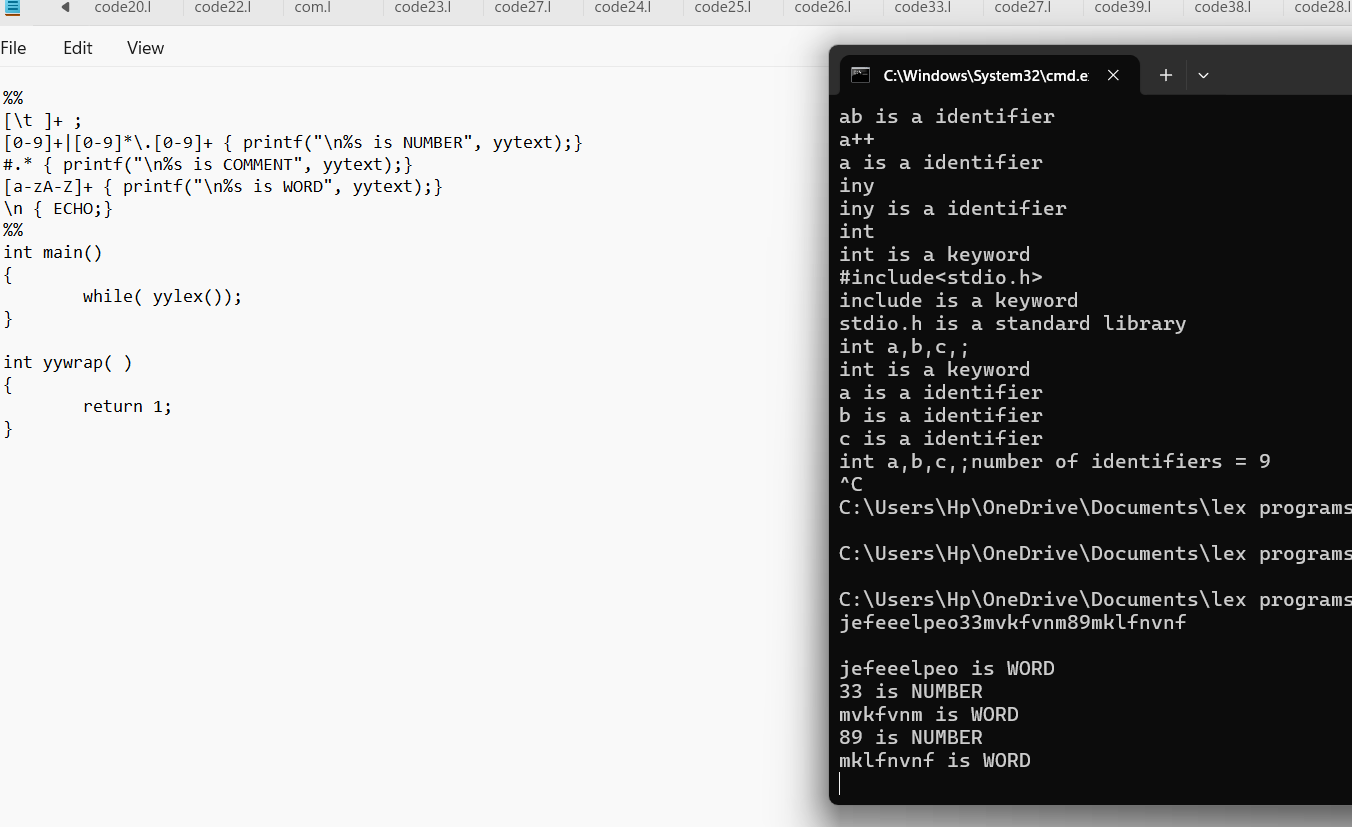 code20.l code22.l com.l code23.l code27.l code24.l code25.l code26.l code33.l code27.l code39.l code38.l code28.l
File Edit View
%%
[\t ]+ ;
[0-9]+|[0-9]*\.[0-9]+ { printf("\n%s is NUMBER", yytext);}
#.* { printf("\n%s is COMMENT", yytext);}
[a-zA-Z]+ { printf("\n%s is WORD", yytext);}
\n { ECHO;}
%%
int main()
{
        while( yylex());
}

int yywrap( )
{
        return 1;
}
C:\Windows\System32\cmd.e
ab is a identifier
a++
a is a identifier
iny
iny is a identifier
int
int is a keyword
#include<stdio.h>
include is a keyword
stdio.h is a standard library
int a,b,c,;
int is a keyword
a is a identifier
b is a identifier
c is a identifier
int a,b,c,;number of identifiers = 9
^C
C:\Users\Hp\OneDrive\Documents\lex programs
C:\Users\Hp\OneDrive\Documents\lex programs
C:\Users\Hp\OneDrive\Documents\lex programs
jefeeelpeo33mvkfvnm89mklfnvnf

jefeeelpeo is WORD
33 is NUMBER
mvkfvnm is WORD
89 is NUMBER
mklfnvnf is WORD